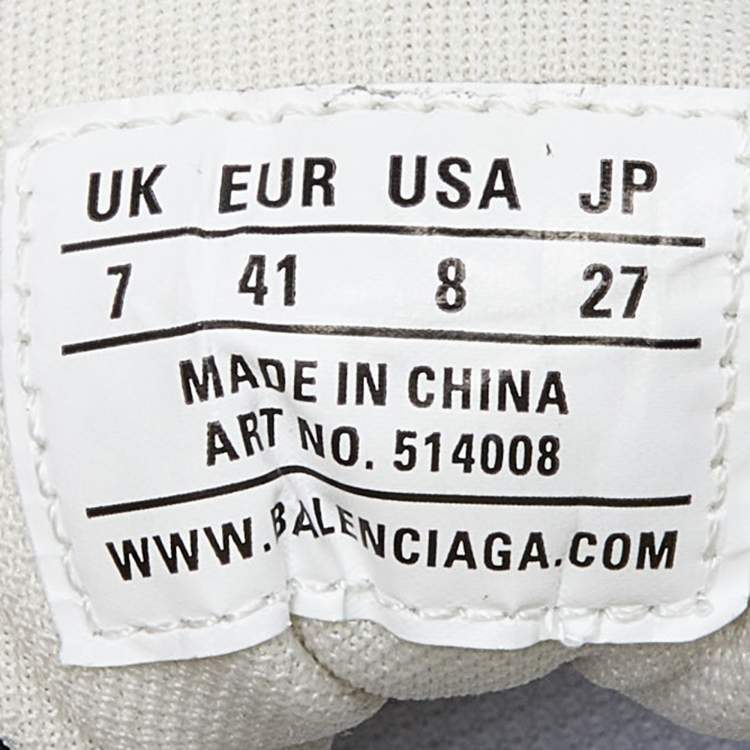 UK EUR USA JP
7 41 8 27
MADE IN CHINA
ART NO. 514008
WWW.BALENCIAGA.COM